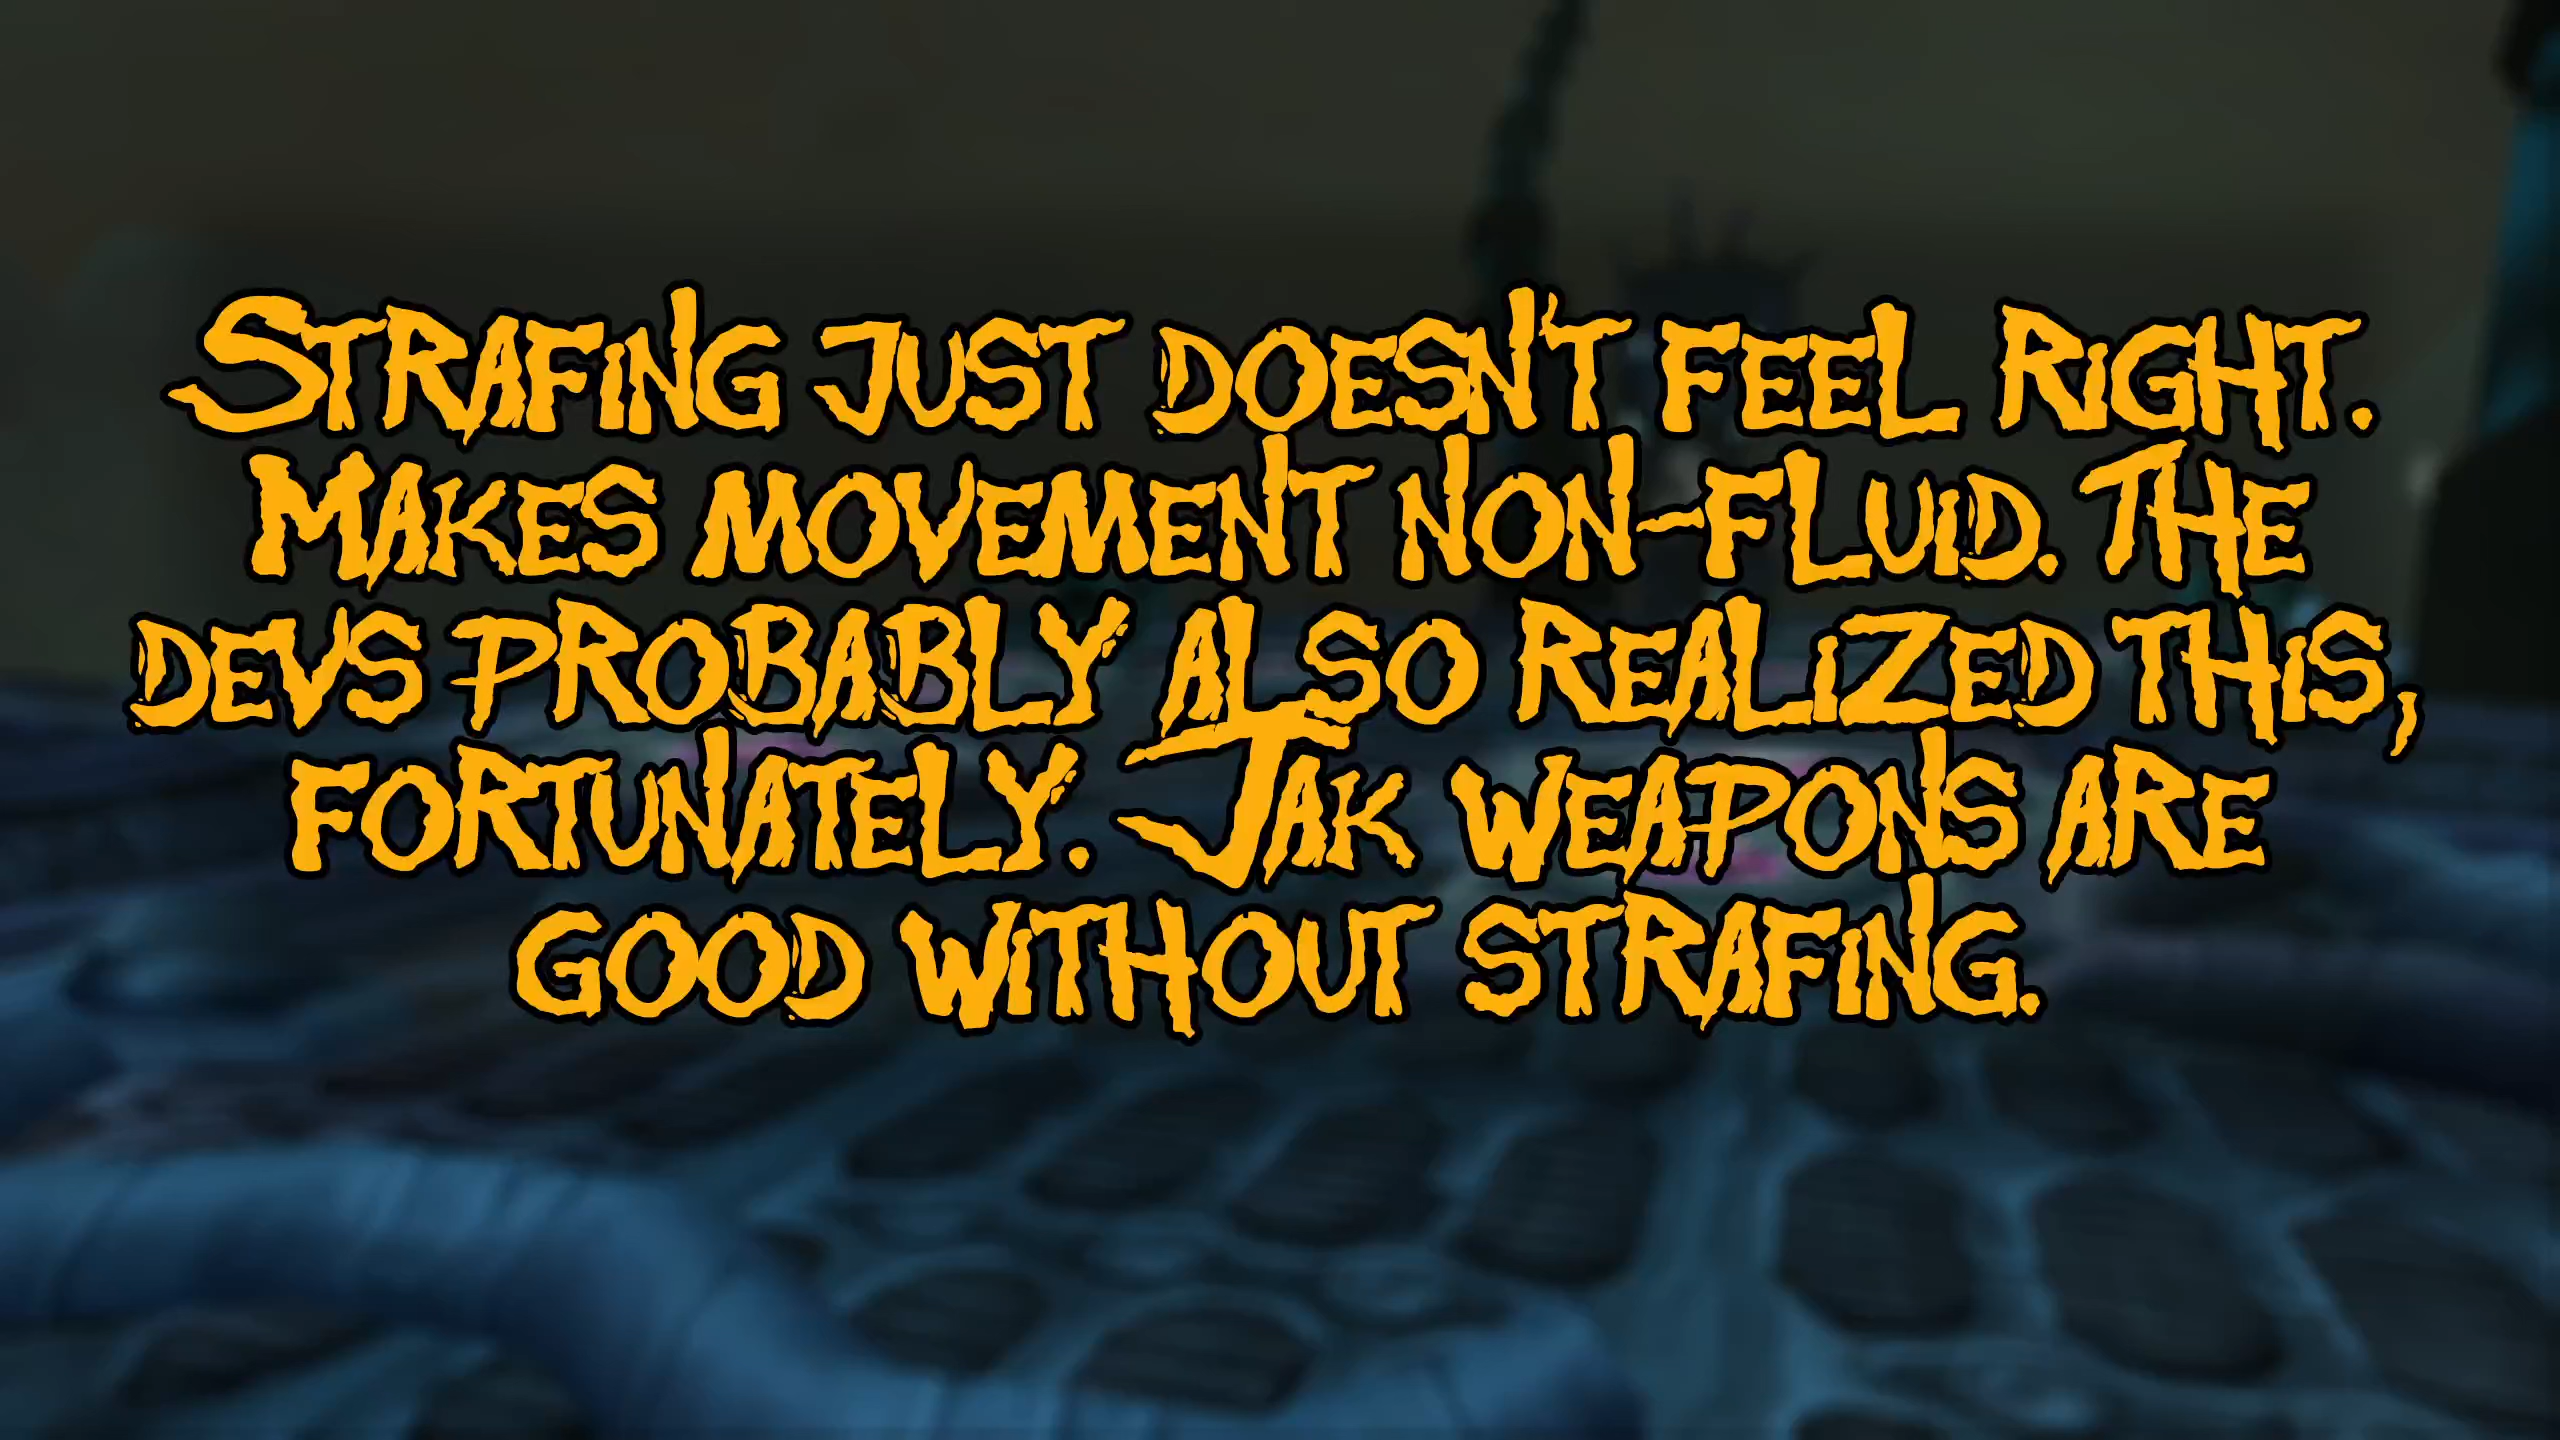 Strafing just doesn't feel right.
Makes movement non-fluid. The
devs probably also realized this,
fortunately. Jak weapons are
good without strafing.